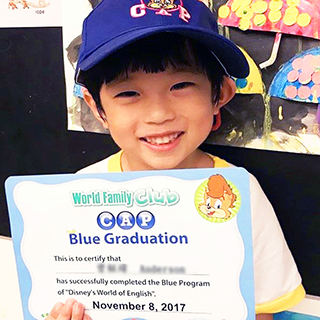 CAP
World Family Club
CAP
Blue Graduation
This is to certify that
Anderson
has successfully completed the Blue Program
of "Disney's World of English".
November 8, 2017